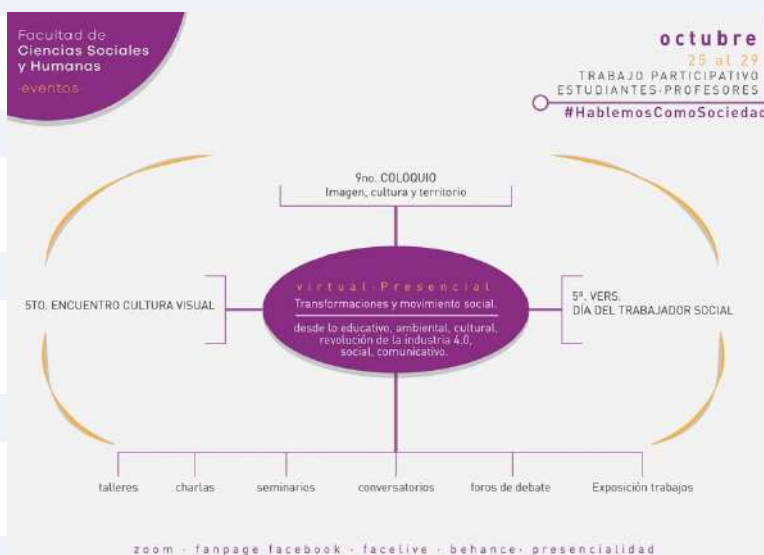 Facultad de
Ciencias Sociales
y Humanas
·eventos·
octubre
25 al 29
TRABAJO PARTICIPATIVO
ESTUDIANTES·PROFESORES
#HablemosComoSociedad
9no. COLOQUIO
Imagen, cultura y territorio
5TO. ENCUENTRO CULTURA VISUAL
virtual·Presencial
Transformaciones y movimiento social.
desde lo educativo, ambiental, cultural,
revolución de la industria 4.0,
social, comunicativo.
5ª. VERS.
DÍA DEL TRABAJADOR SOCIAL
talleres
charlas
seminarios
conversatorios
foros de debate
Exposición trabajos
zoom · fanpage facebook · facelive · behance· presencialidad